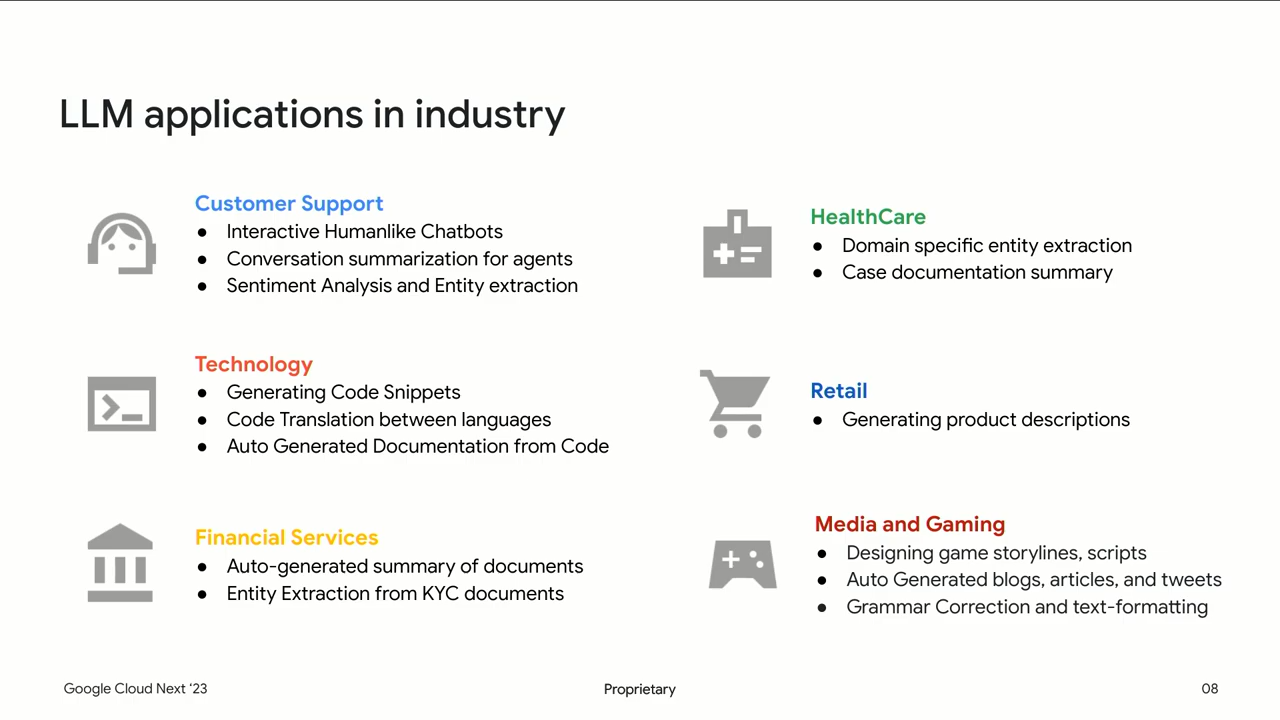 LLM applications in industry
Customer Support
● Interactive Humanlike Chatbots
● Conversation summarization for agents
● Sentiment Analysis and Entity extraction
Technology
● Generating Code Snippets
● Code Translation between languages
● Auto Generated Documentation from Code
Financial Services
● Auto-generated summary of documents
● Entity Extraction from KYC documents
HealthCare
● Domain specific entity extraction
● Case documentation summary
Retail
● Generating product descriptions
Media and Gaming
● Designing game storylines, scripts
● Auto Generated blogs, articles, and tweets
● Grammar Correction and text-formatting
Google Cloud Next ‘23
Proprietary
08